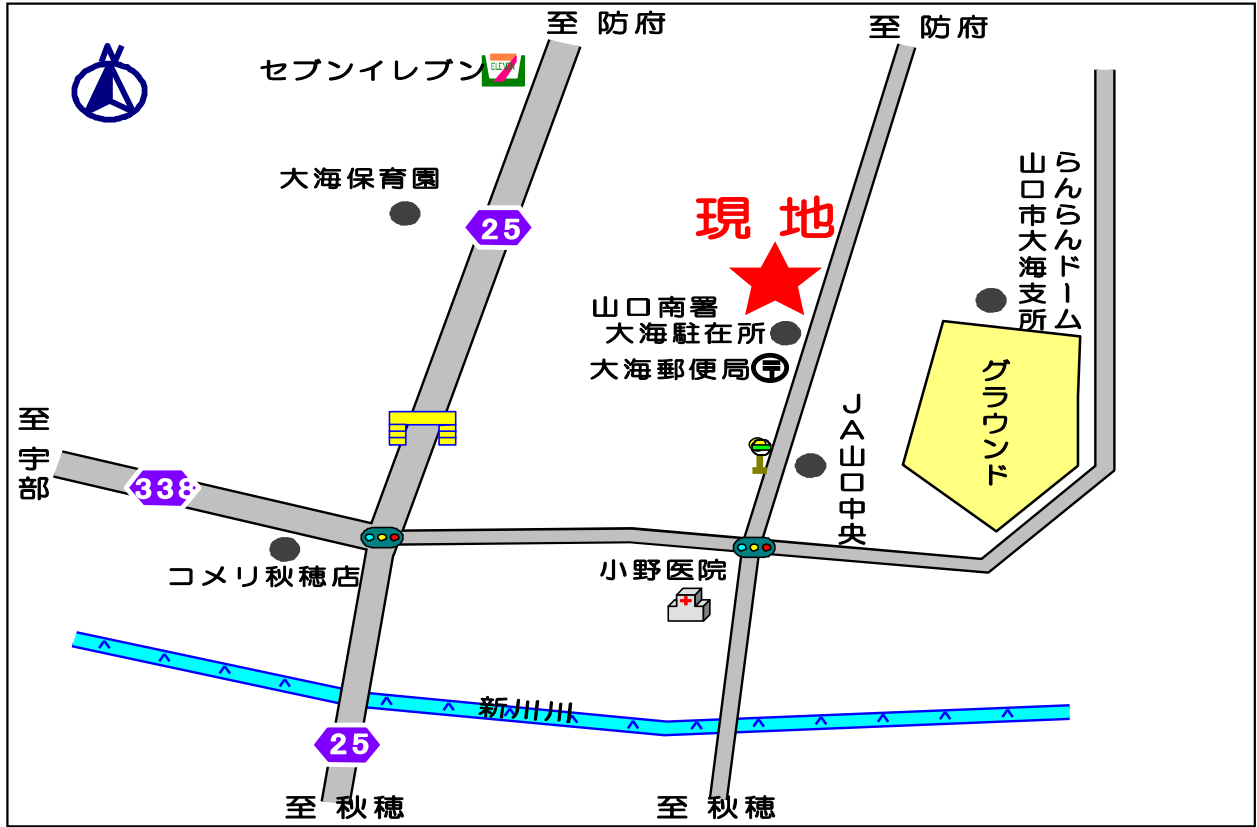 至 防府
至 防府
セブンイレブン
ELEVEN
大海保育園
25
現 地
らんらんドーム
山口市大海支所
山口南署
大海駐在所
大海郵便局
グラウンド
JA山口中央
至 宇部
338
コメリ秋穂店
小野医院
新川川
25
至 秋穂
至 秋穂